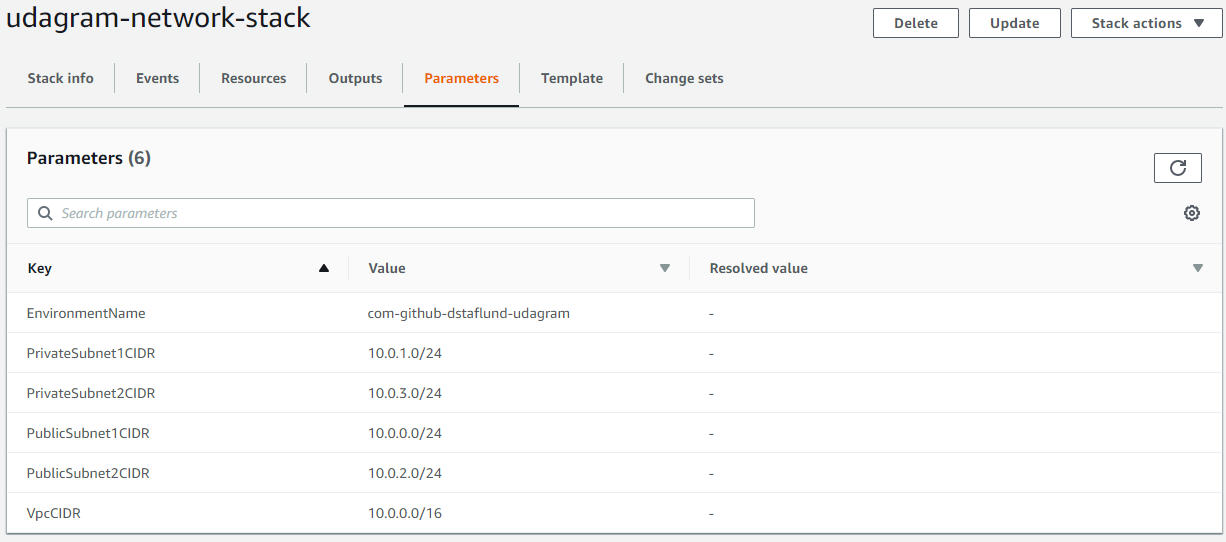 udagram-network-stack
Delete
Update
Stack actions
Stack info
Events
Resources
Outputs
Parameters
Template
Change sets
Parameters (6)
Search parameters
Key Value Resolved value
EnvironmentName com-github-dstaflund-udagram -
PrivateSubnet1CIDR 10.0.1.0/24 -
PrivateSubnet2CIDR 10.0.3.0/24 -
PublicSubnet1CIDR 10.0.0.0/24 -
PublicSubnet2CIDR 10.0.2.0/24 -
VpcCIDR 10.0.0.0/16 -